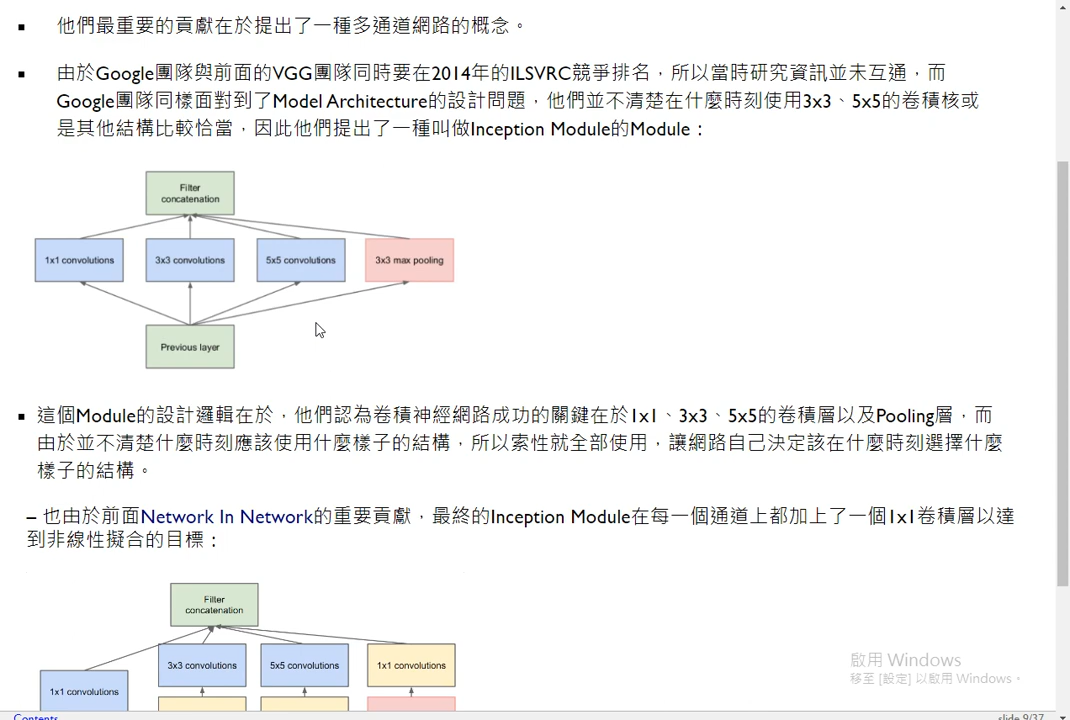 ▪ 他們最重要的貢獻在於提出了一種多通道網路的概念。
▪ 由於Google團隊與前面的VGG團隊同時要在2014年的ILSVRC競爭排名，所以當時研究資訊並未互通，而
Google團隊同樣面對到了Model Architecture的設計問題，他們並不清楚在什麼時刻使用3x3、5x5的卷積核或
是其他結構比較恰當，因此他們提出了一種叫做Inception Module的Module：
Filter
concatenation
1x1 convolutions 3x3 convolutions 5x5 convolutions 3x3 max pooling
Previous layer
▪ 這個Module的設計邏輯在於，他們認為卷積神經網路成功的關鍵在於1x1、3x3、5x5的卷積層以及Pooling層，而
由於並不清楚什麼時刻應該使用什麼樣子的結構，所以索性就全部使用，讓網路自己決定該在什麼時刻選擇什麼
樣子的結構。
– 也由於前面Network In Network的重要貢獻，最終的Inception Module在每一個通道上都加上了一個1x1卷積層以達
到非線性擬合的目標：
Filter
concatenation
3x3 convolutions 5x5 convolutions 1x1 convolutions
1x1 convolutions
啟用 Windows
移至 [設定] 以啟用 Windows。
Contents slide 9/37